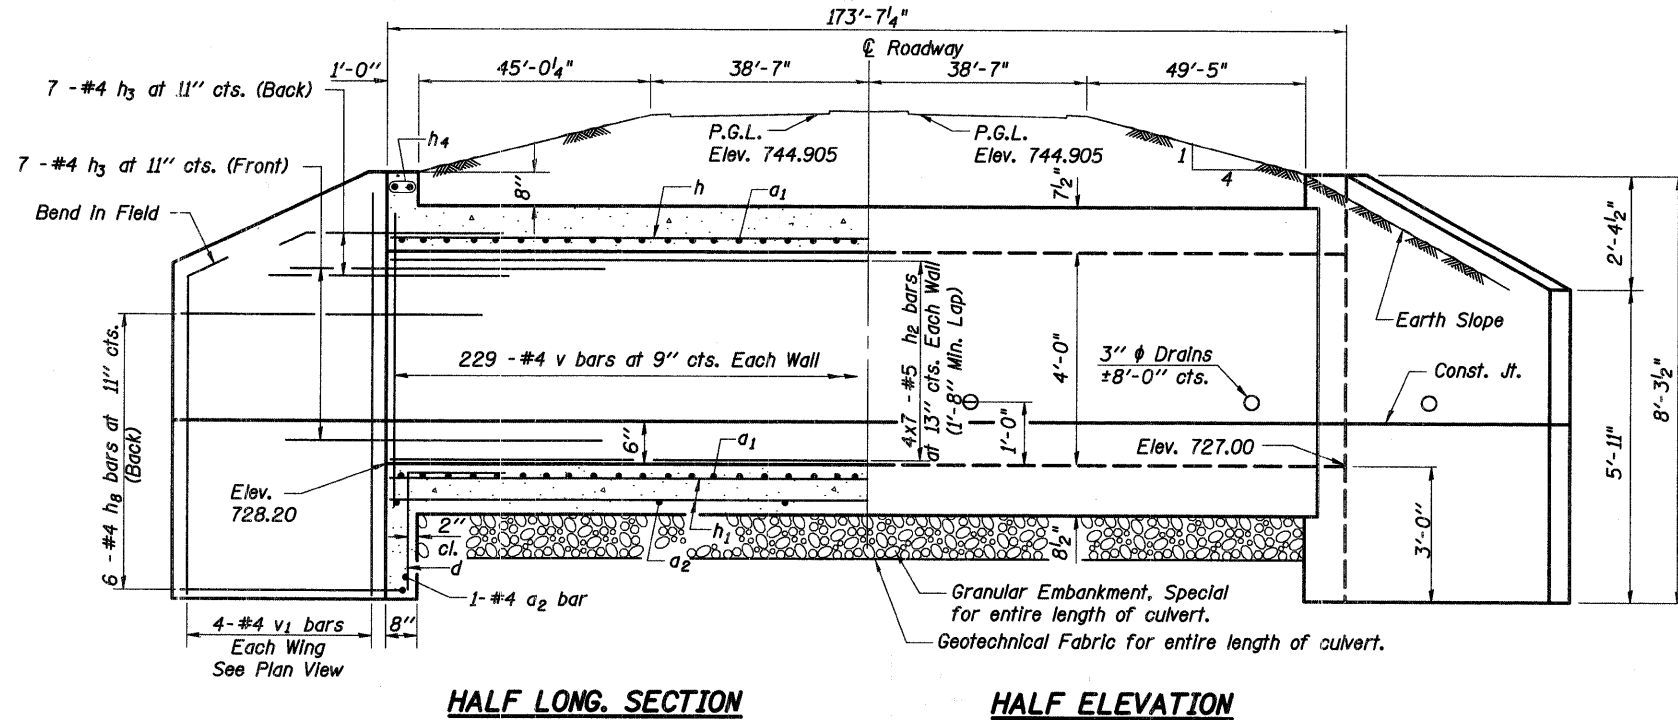 173'-7¼"
℄ Roadway
1'-0"
45'-0¼"
38'-7"
38'-7"
49'-5"
7 - #4 h3 at 11" cts. (Back)
h4
P.G.L.
Elev. 744.905
P.G.L.
Elev. 744.905
7 - #4 h3 at 11" cts. (Front)
1
4
8"
h
a1
7½"
Bend in Field
2'-4½"
Earth Slope
6 - #4 h8 bars at 11" cts.
(Back)
229 - #4 v bars at 9" cts. Each Wall
4x7 - #5 h2 bars
at 13" cts. Each Wall
(1'-8" Min. Lap)
4'-0"
3" ϕ Drains
±8'-0" cts.
Const. Jt.
8'-3½"
6"
a1
1'-0"
Elev. 727.00
5'-11"
Elev.
728.20
2"
cl.
h1
8½"
3'-0"
d
a2
1- #4 a2 bar
Granular Embankment, Special
for entire length of culvert.
4- #4 v1 bars
Each Wing
See Plan View
8"
Geotechnical Fabric for entire length of culvert.
HALF LONG. SECTION
HALF ELEVATION